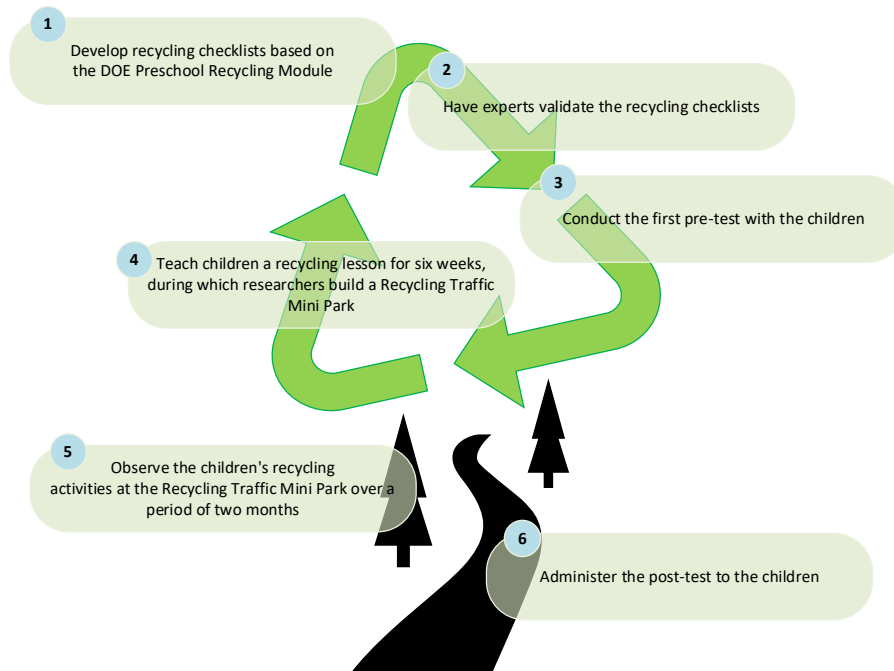 1
Develop recycling checklists based on
the DOE Preschool Recycling Module
2
Have experts validate the recycling checklists
3
Conduct the first pre-test with the children
4
Teach children a recycling lesson for six weeks,
during which researchers build a Recycling Traffic
Mini Park
5
Observe the children's recycling
activities at the Recycling Traffic Mini Park over a
period of two months
6
Administer the post-test to the children